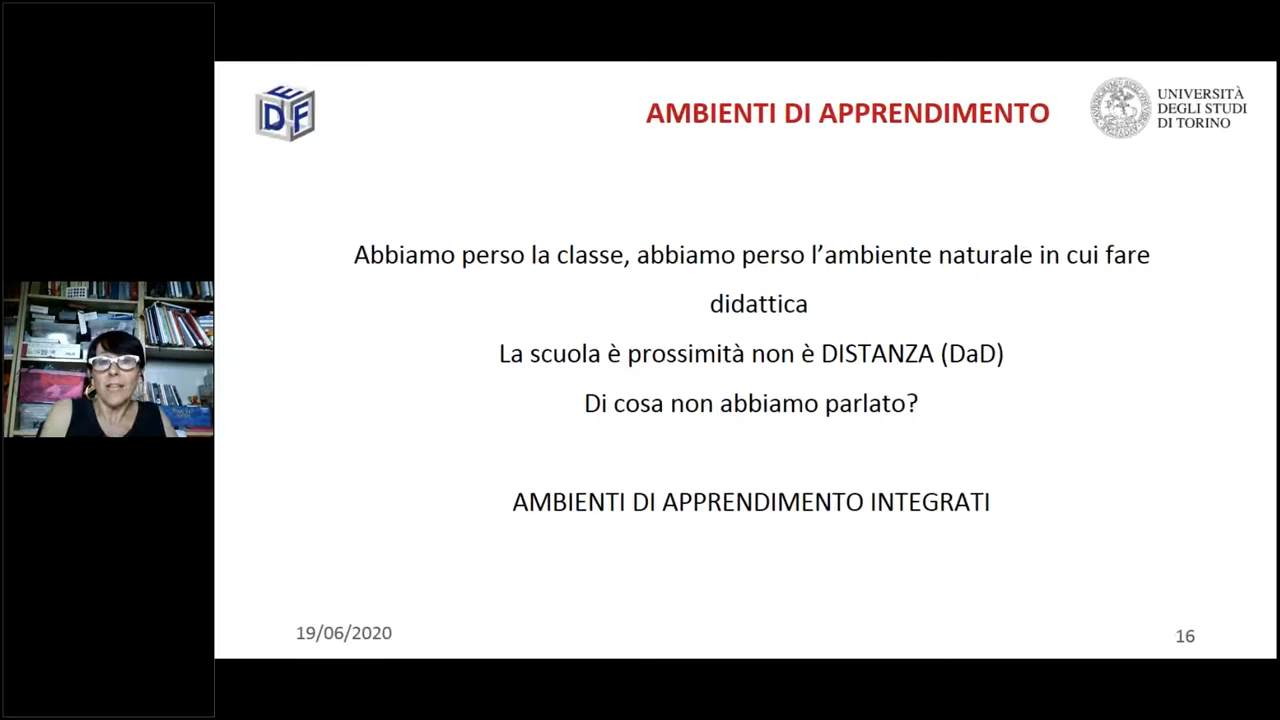 DEF
AMBIENTI DI APPRENDIMENTO
UNIVERSITÀ
DEGLI STUDI
DI TORINO
Abbiamo perso la classe, abbiamo perso l’ambiente naturale in cui fare
didattica
La scuola è prossimità non è DISTANZA (DaD)
Di cosa non abbiamo parlato?
AMBIENTI DI APPRENDIMENTO INTEGRATI
19/06/2020
16